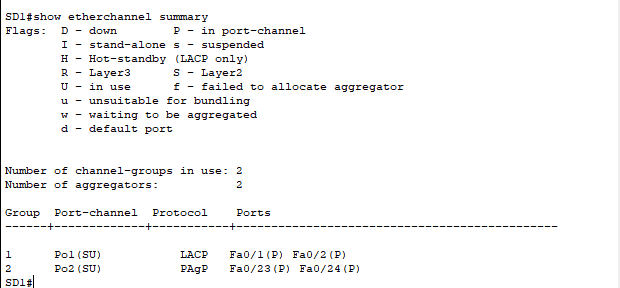 SD1#show etherchannel summary
Flags:  D - down        P - in port-channel
        I - stand-alone s - suspended
        H - Hot-standby (LACP only)
        R - Layer3      S - Layer2
        U - in use      f - failed to allocate aggregator
        u - unsuitable for bundling
        w - waiting to be aggregated
        d - default port
Number of channel-groups in use: 2
Number of aggregators:           2
Group  Port-channel  Protocol    Ports
------+-------------+-----------+----------------------------------------------
1      Po1(SU)           LACP   Fa0/1(P) Fa0/2(P)
2      Po2(SU)           PAgP   Fa0/23(P) Fa0/24(P)
SD1#